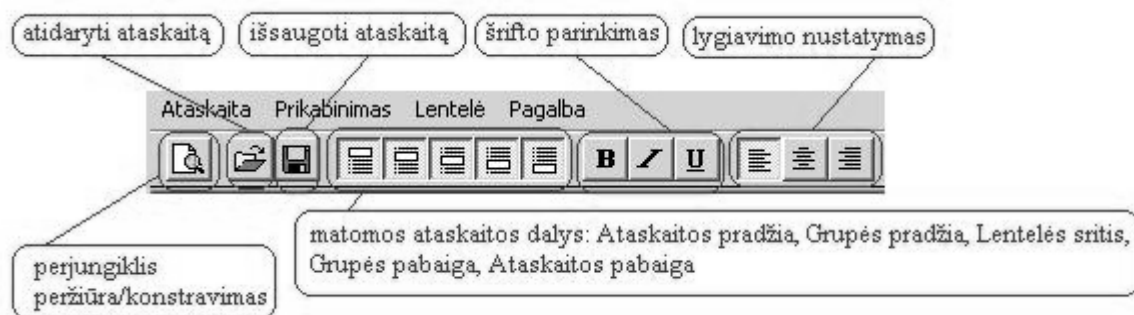 atidaryti ataskaitą
išsaugoti ataskaitą
šrifto parinkimas
lygiavimo nustatymas
Ataskaita Prikabinimas Lentelė Pagalba
B I U
matomos ataskaitos dalys: Ataskaitos pradžia, Grupės pradžia, Lentelės sritis,
Grupės pabaiga, Ataskaitos pabaiga
perjungiklis
peržiūra/konstravimas